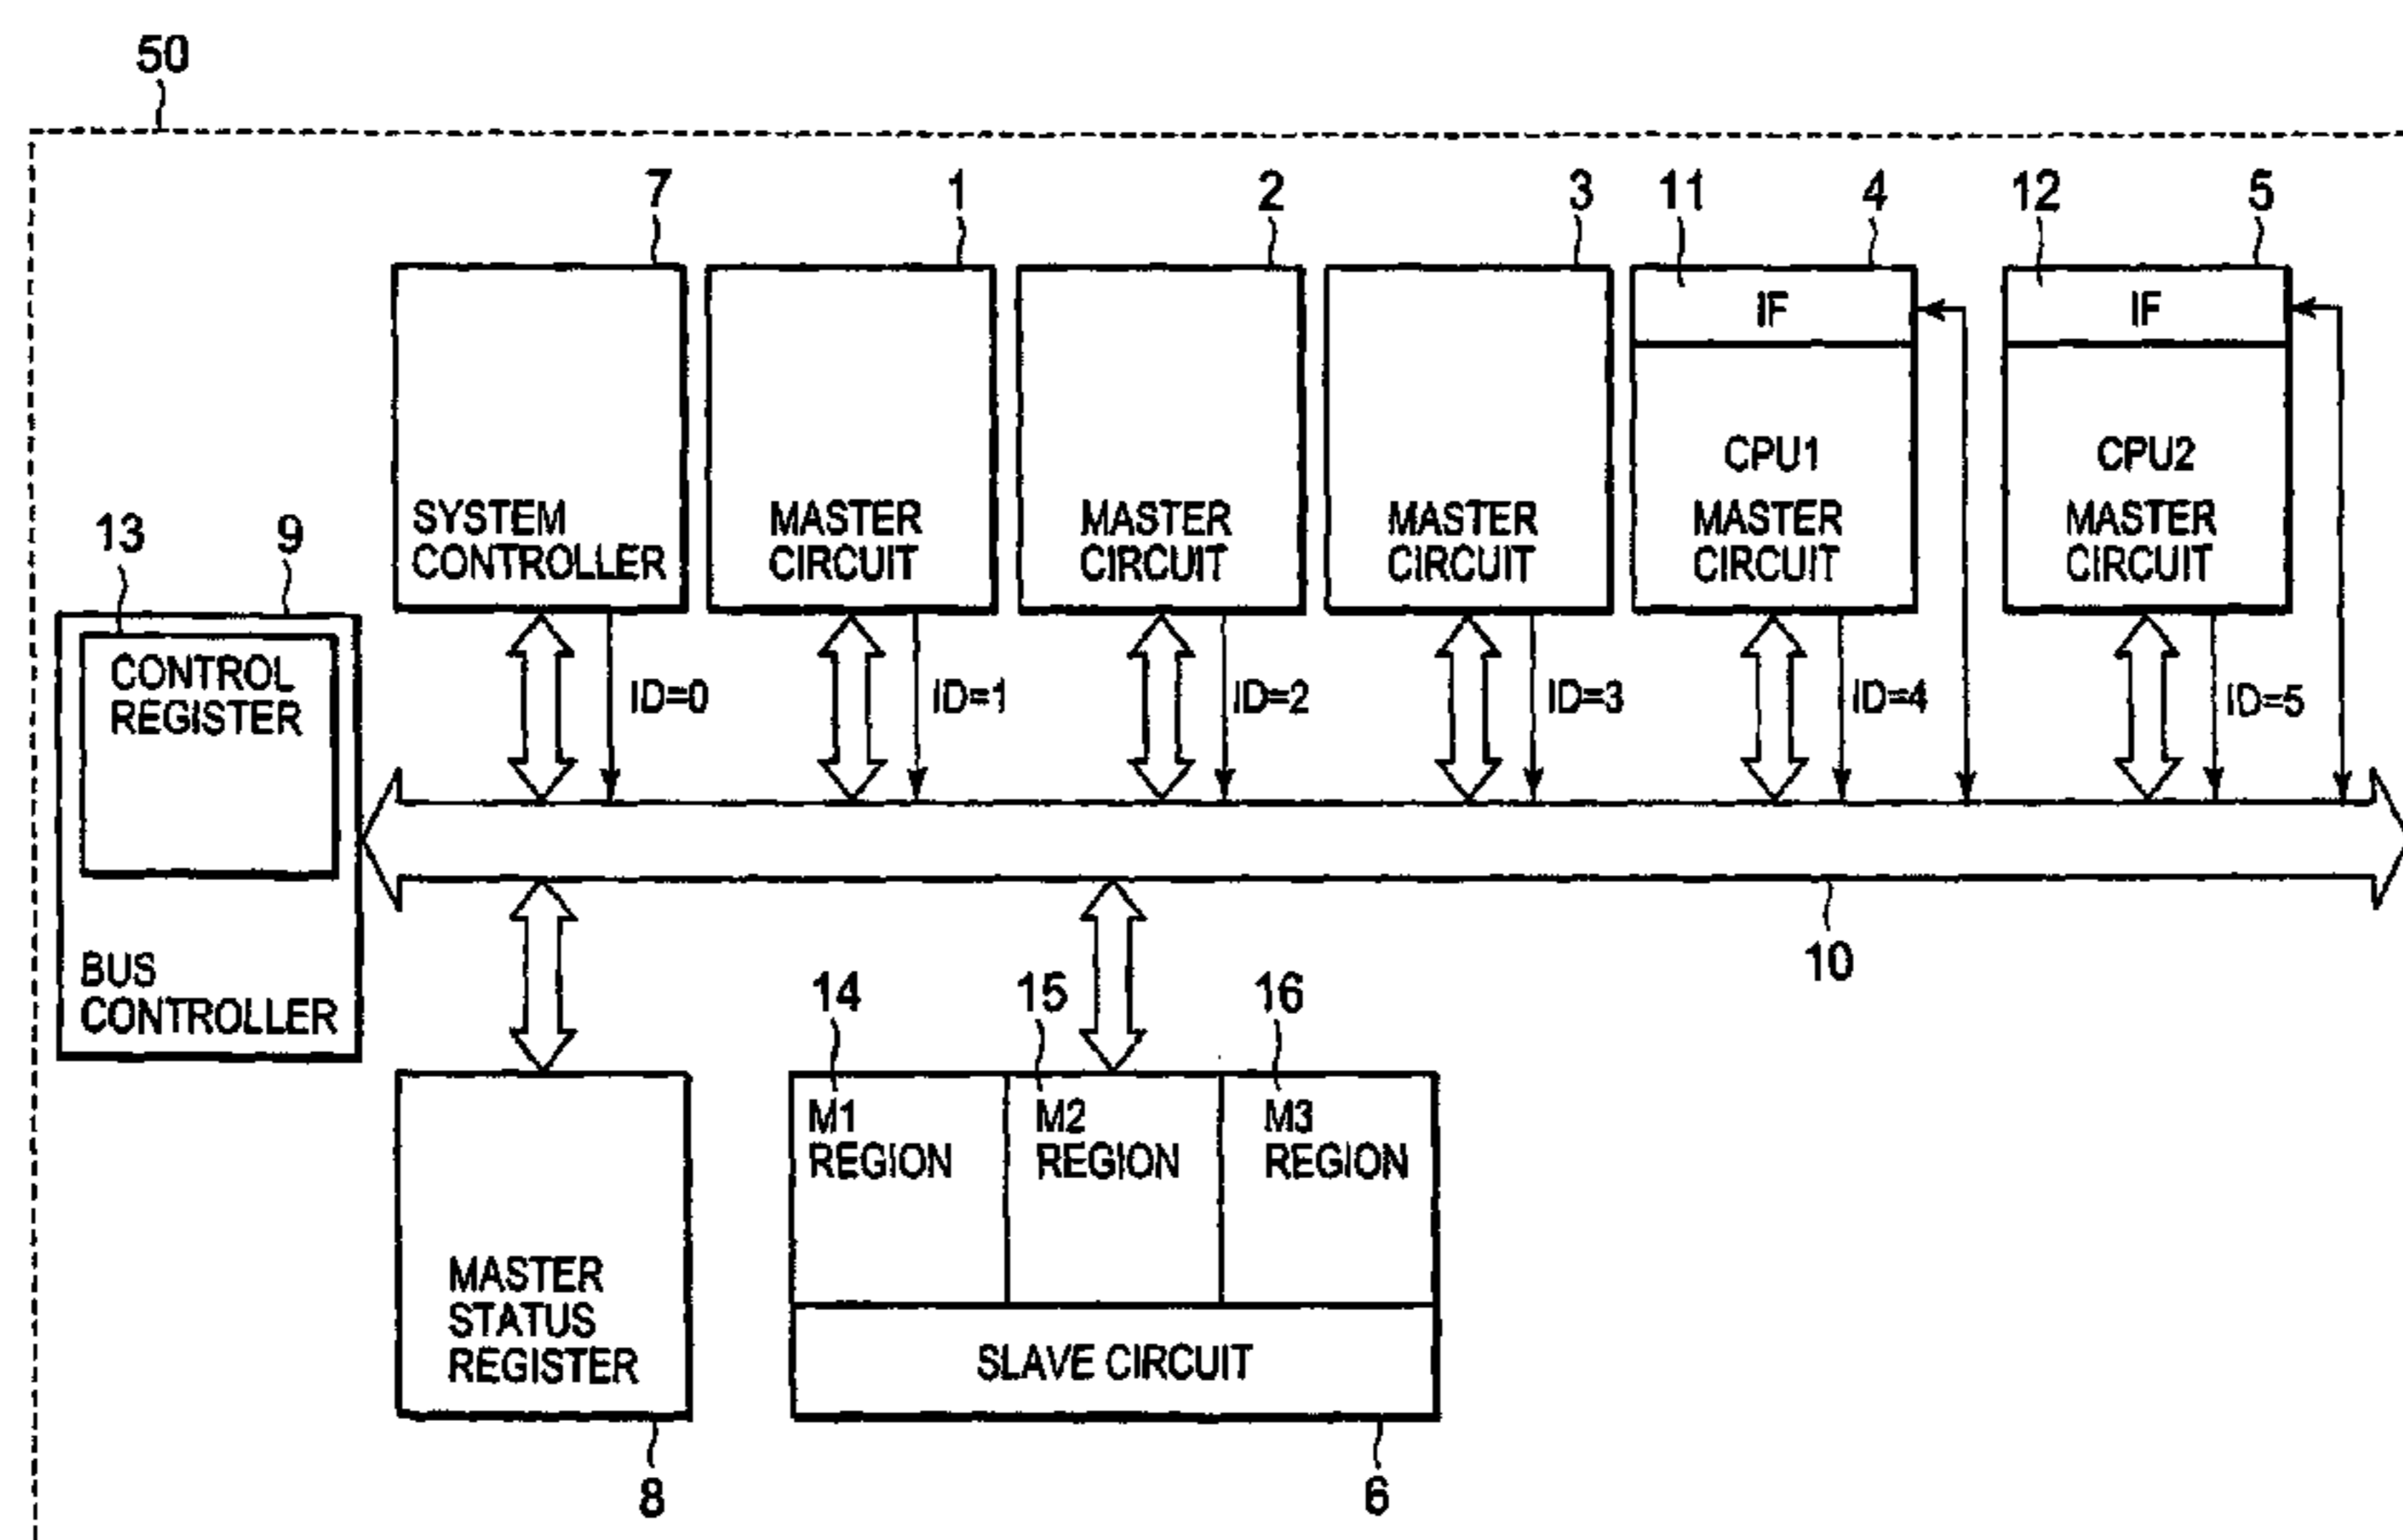 50
7
1
2
3
11
4
12
5
IF
IF
CPU1
CPU2
SYSTEM
CONTROLLER
MASTER
CIRCUIT
MASTER
CIRCUIT
MASTER
CIRCUIT
MASTER
CIRCUIT
MASTER
CIRCUIT
13
9
CONTROL
REGISTER
ID=0
ID=1
ID=2
ID=3
ID=4
ID=5
BUS
CONTROLLER
10
14
15
16
M1
REGION
M2
REGION
M3
REGION
MASTER
STATUS
REGISTER
SLAVE CIRCUIT
8
6